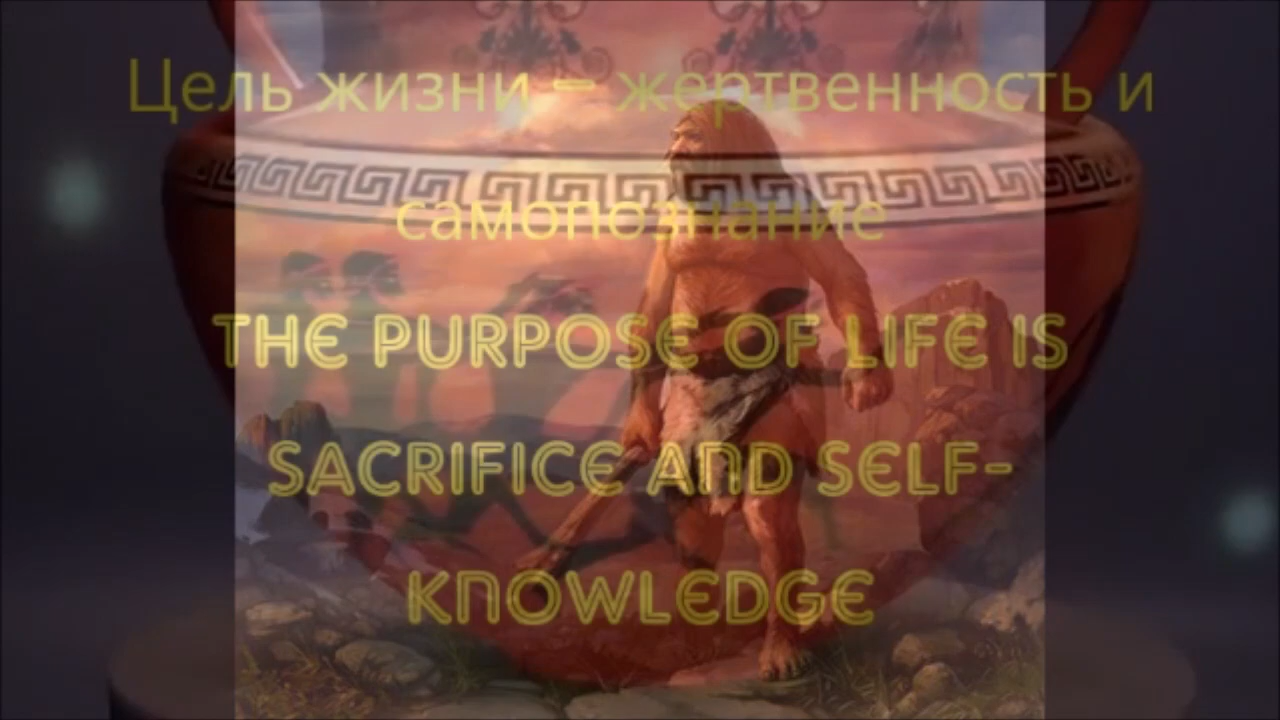 Цель жизни – жертвенность и
самопознание
THE PURPOSE OF LIFE IS
SACRIFICE AND SELF-
KNOWLEDGE